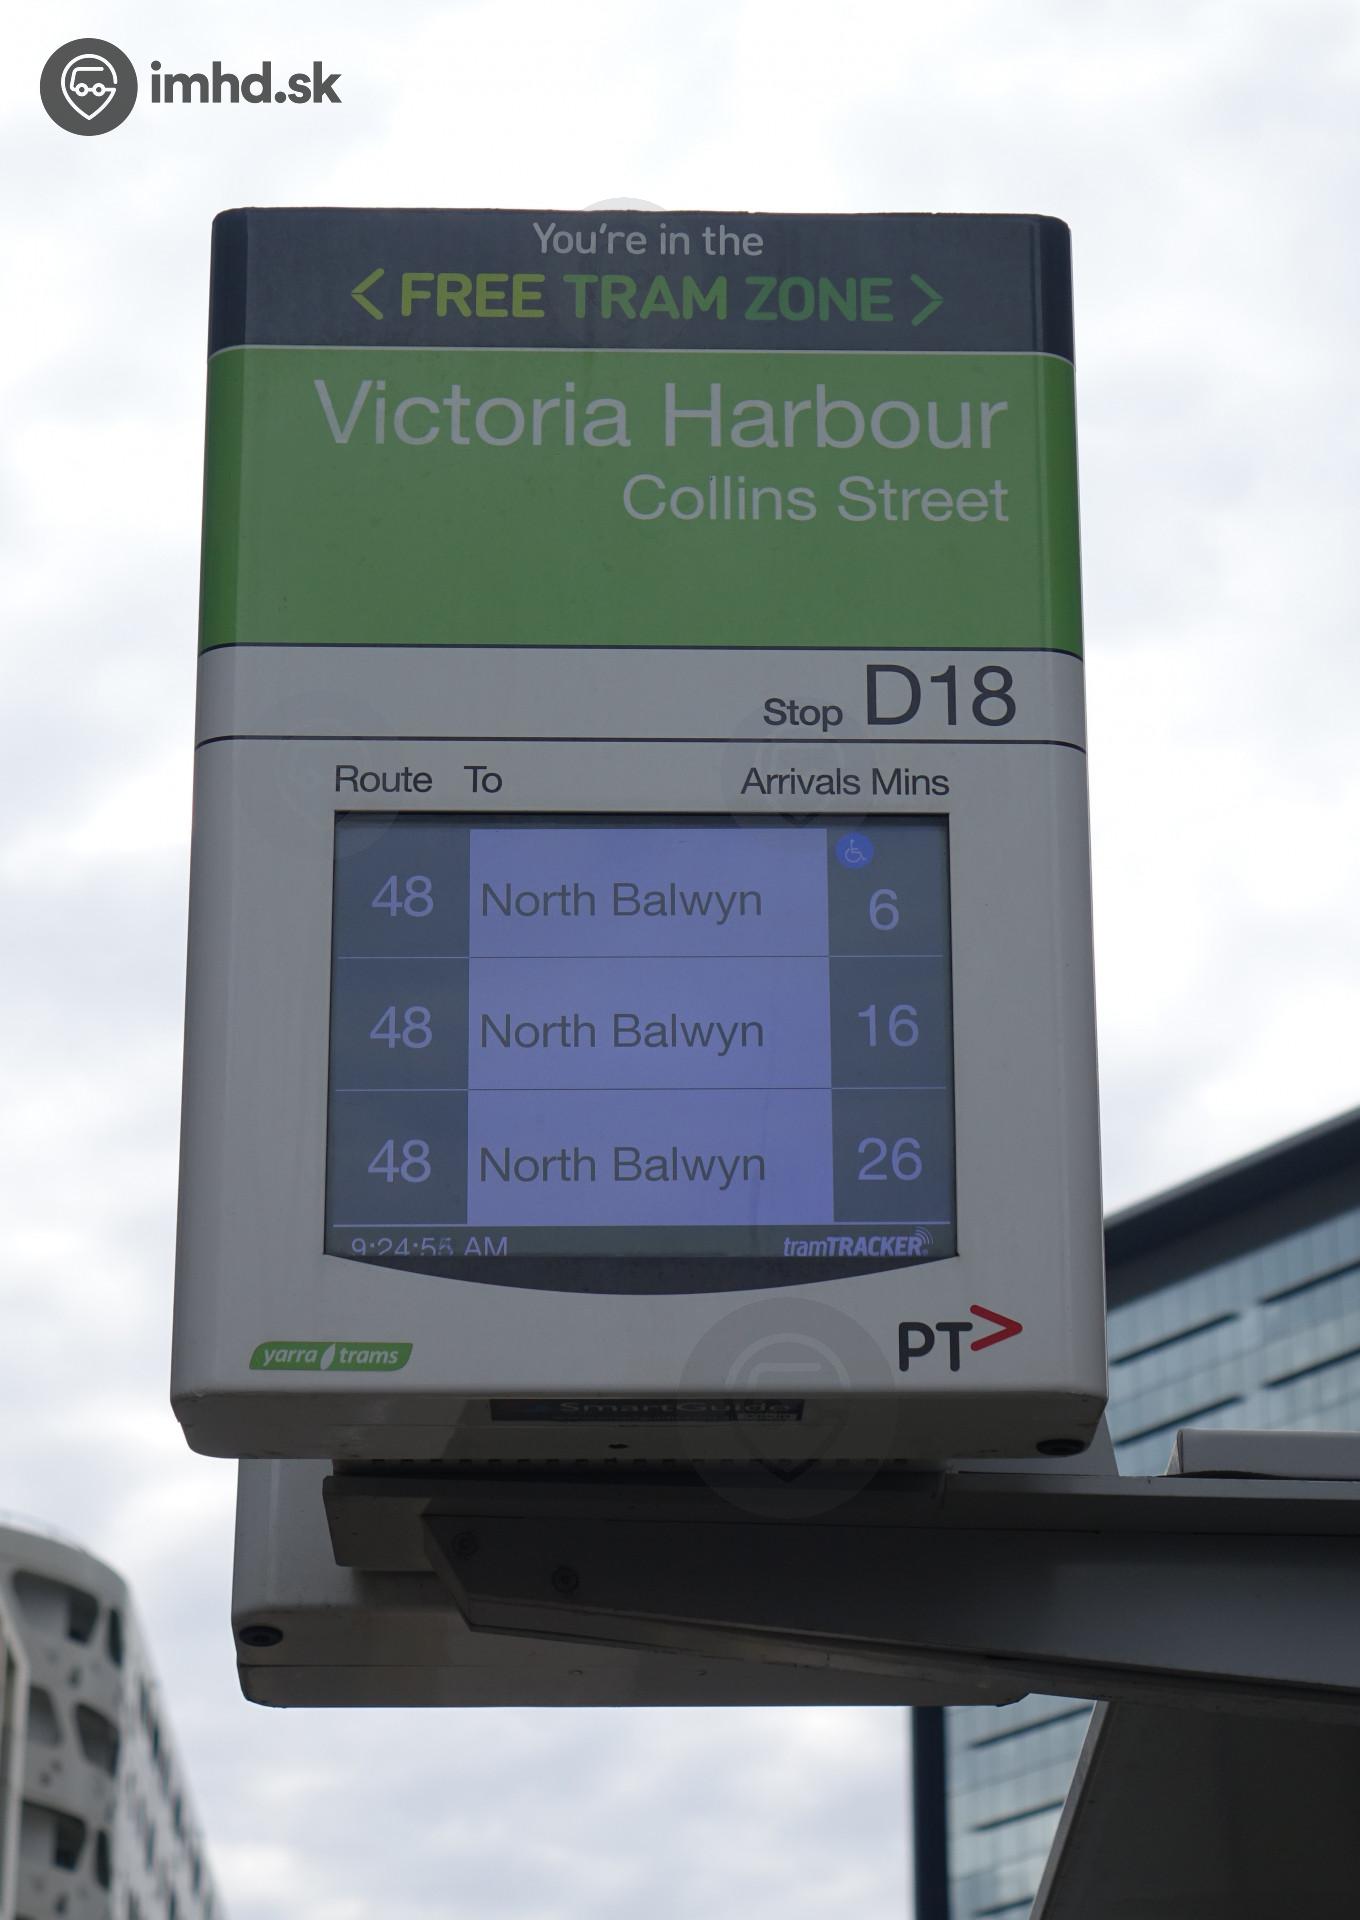 imhd.sk
You're in the
< FREE TRAM ZONE >
Victoria Harbour
Collins Street
Stop D18
Route To Arrivals Mins
48 North Balwyn 6
48 North Balwyn 16
48 North Balwyn 26
9:24:55 AM tramTRACKER
yarra trams PT>
SmartGuide